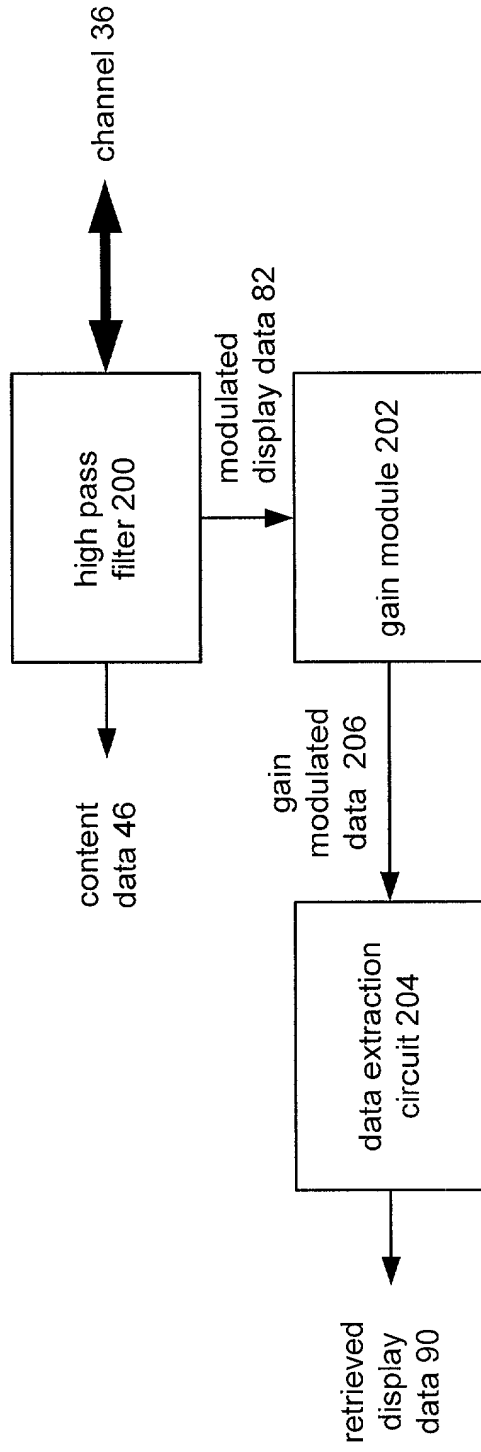 channel 36
high pass
filter 200
content
data 46
modulated
display data 82
gain module 202
gain
modulated
data 206
data extraction
circuit 204
retrieved
display
data 90